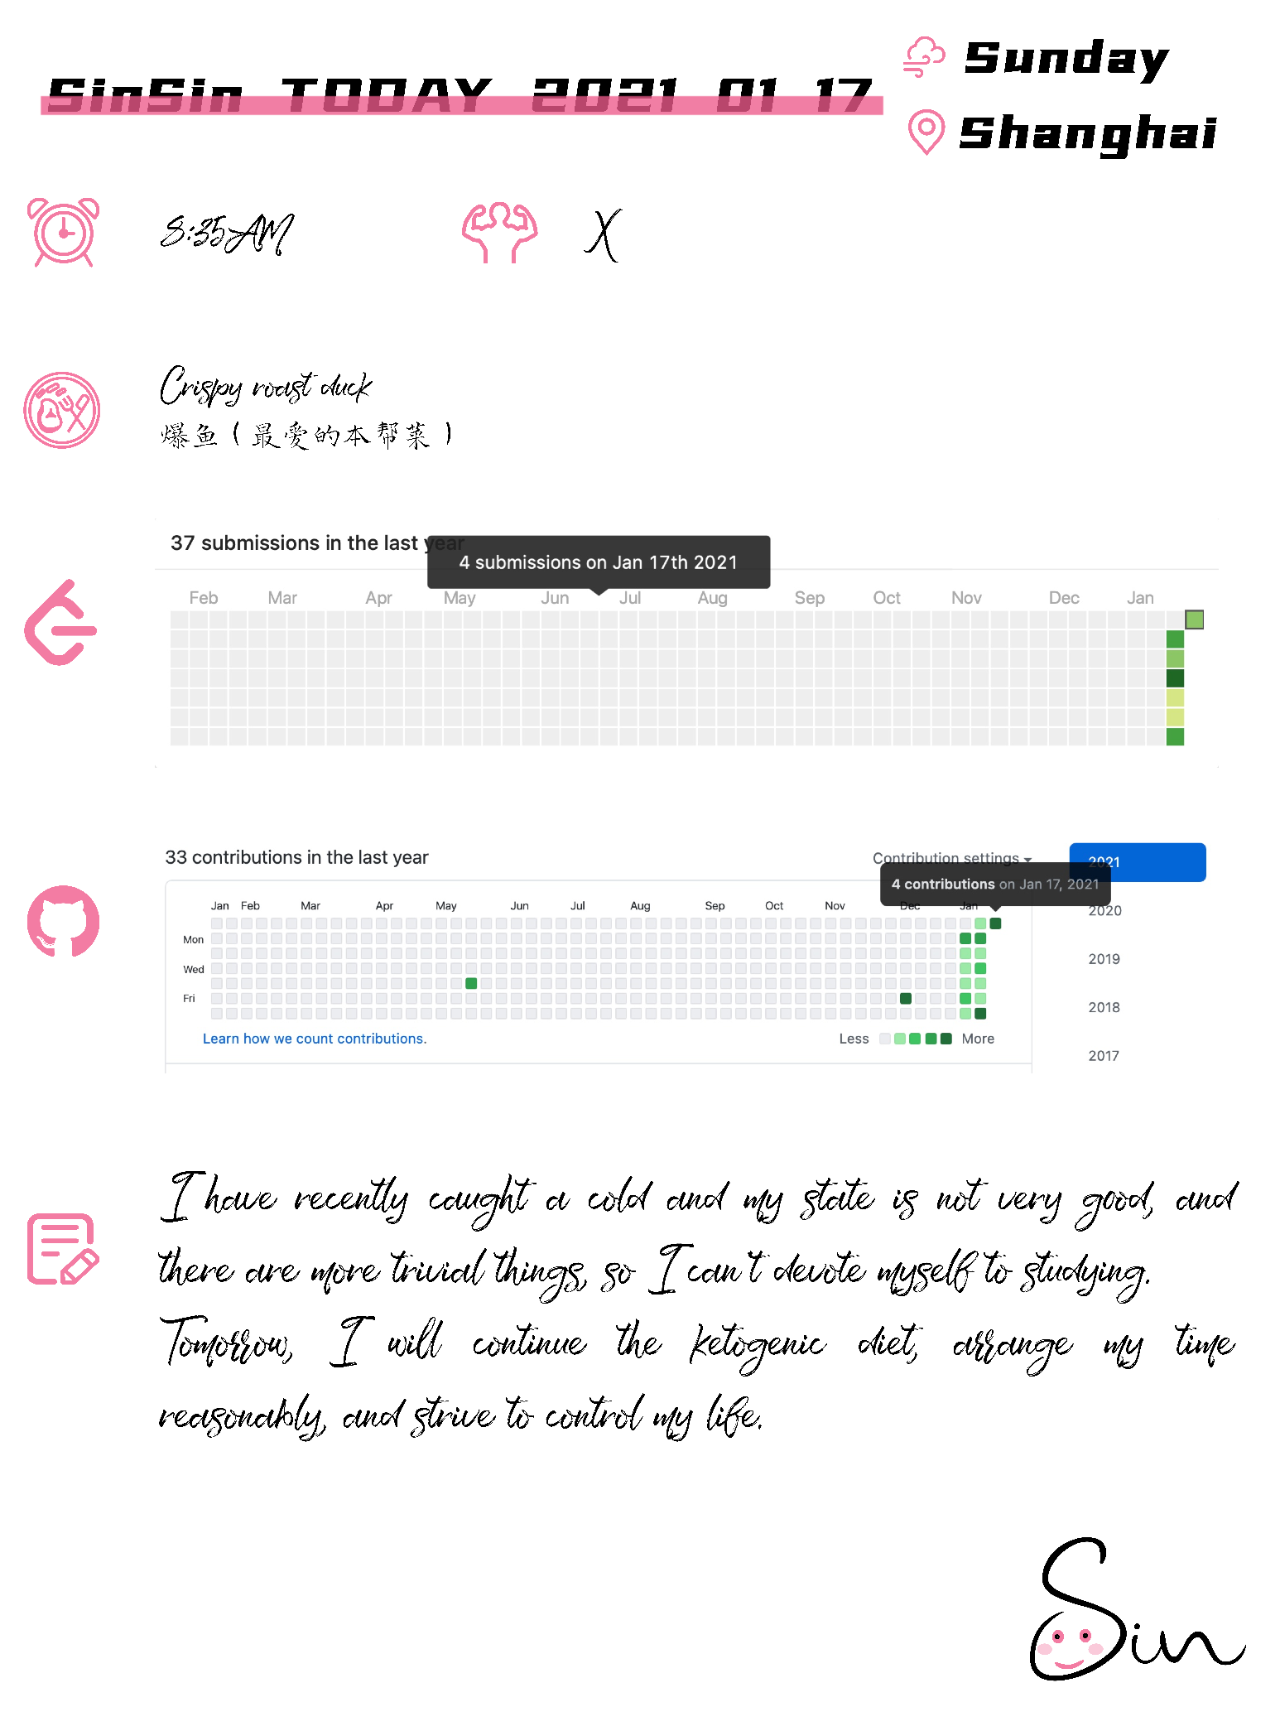 SinSin TODAY 2021 01 17
Sunday
Shanghai
8:35AM
X
Crispy roast duck
爆鱼（最爱的本帮菜）
37 submissions in the last year
4 submissions on Jan 17th 2021
Feb Mar Apr May Jun Jul Aug Sep Oct Nov Dec Jan
33 contributions in the last year
Contribution settings
2021
4 contributions on Jan 17, 2021
Jan Feb Mar Apr May Jun Jul Aug Sep Oct Nov Dec Jan
2020
Mon
2019
Wed
Fri
2018
Learn how we count contributions.
Less
More
2017
I have recently caught a cold and my state is not very good, and
there are more trivial things, so I can't devote myself to studying.
Tomorrow, I will continue the ketogenic diet, arrange my time
reasonably, and strive to control my life.
Sin